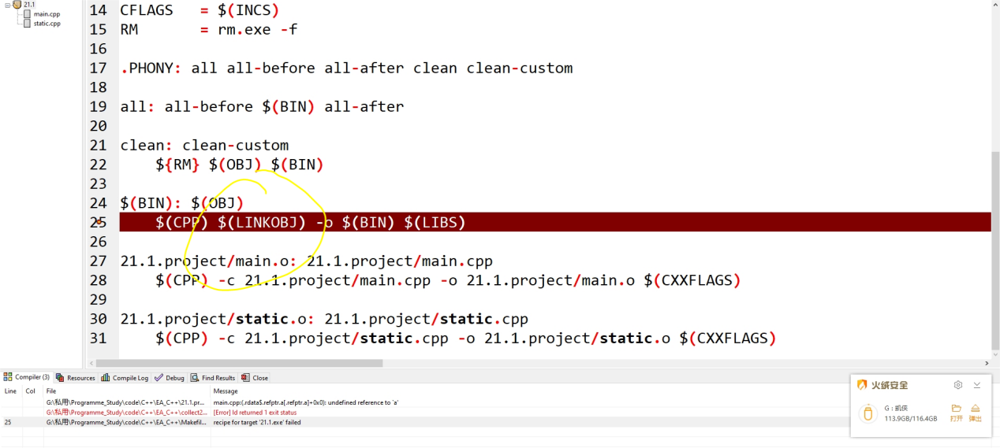 21.1
main.cpp
static.cpp
14 CFLAGS = $(INCS)
15 RM = rm.exe -f
16
17 .PHONY: all all-before all-after clean clean-custom
18
19 all: all-before $(BIN) all-after
20
21 clean: clean-custom
22 ${RM} $(OBJ) $(BIN)
23
24 $(BIN): $(OBJ)
25 $(CPP) $(LINKOBJ) -o $(BIN) $(LIBS)
26
27 21.1.project/main.o: 21.1.project/main.cpp
28 $(CPP) -c 21.1.project/main.cpp -o 21.1.project/main.o $(CXXFLAGS)
29
30 21.1.project/static.o: 21.1.project/static.cpp
31 $(CPP) -c 21.1.project/static.cpp -o 21.1.project/static.o $(CXXFLAGS)
Compiler (3) Resources Compile Log Debug Find Results Close
Line Col File Message
G:\私用\Programme_Study\code\C++\EA_C++\21.1.pr... main.cpp:(.rdata$.refptr.a[.refptr.a]+0x0): undefined reference to `a'
G:\私用\Programme_Study\code\C++\EA_C++\collect2... [Error] ld returned 1 exit status
25 G:\私用\Programme_Study\code\C++\EA_C++\Makefil... recipe for target '21.1.exe' failed
火绒安全
G : 凯侠
113.9GB/116.4GB
打开 弹出